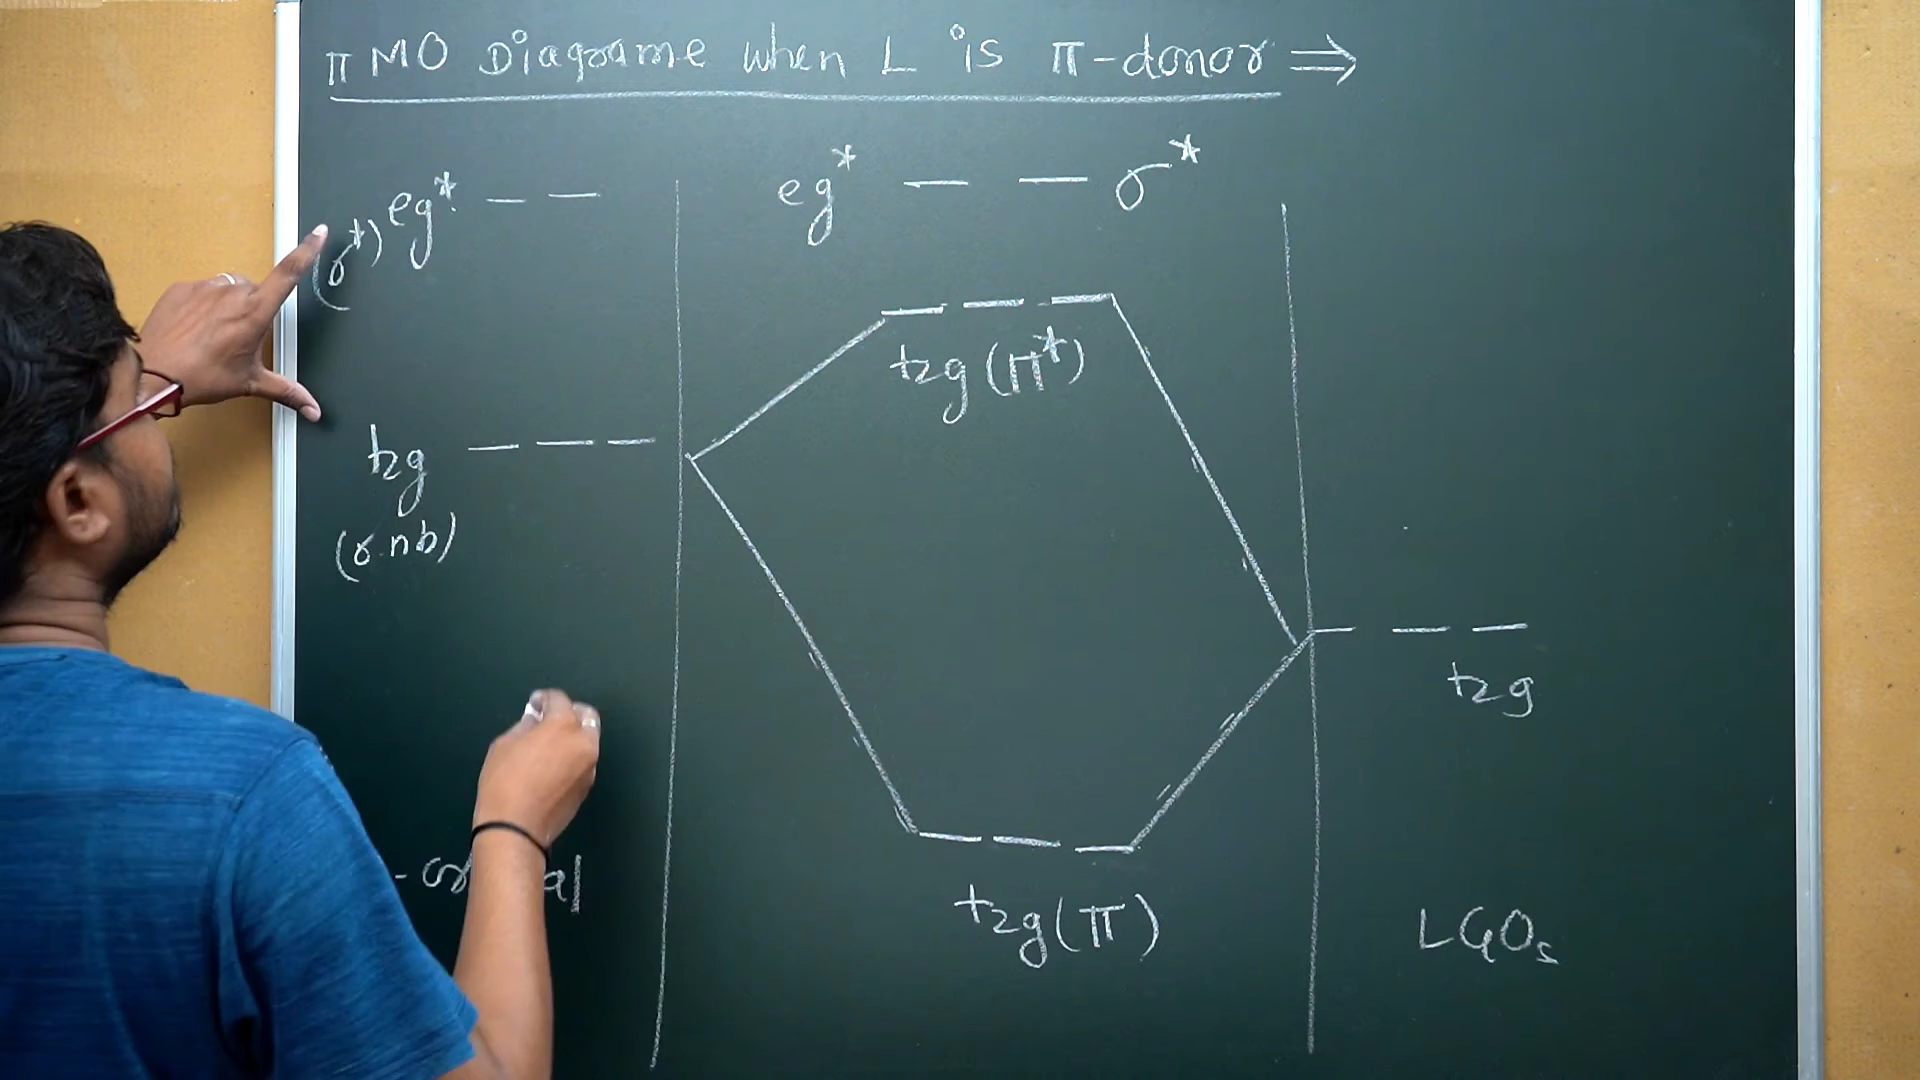 π MO Diagrame when L is π-donor ⇒
eg* — —
(σ*)
eg* — — σ*
t2g (π*)
t2g — — —
(σ.nb)
— — — t2g
t2g (π)
LGOs